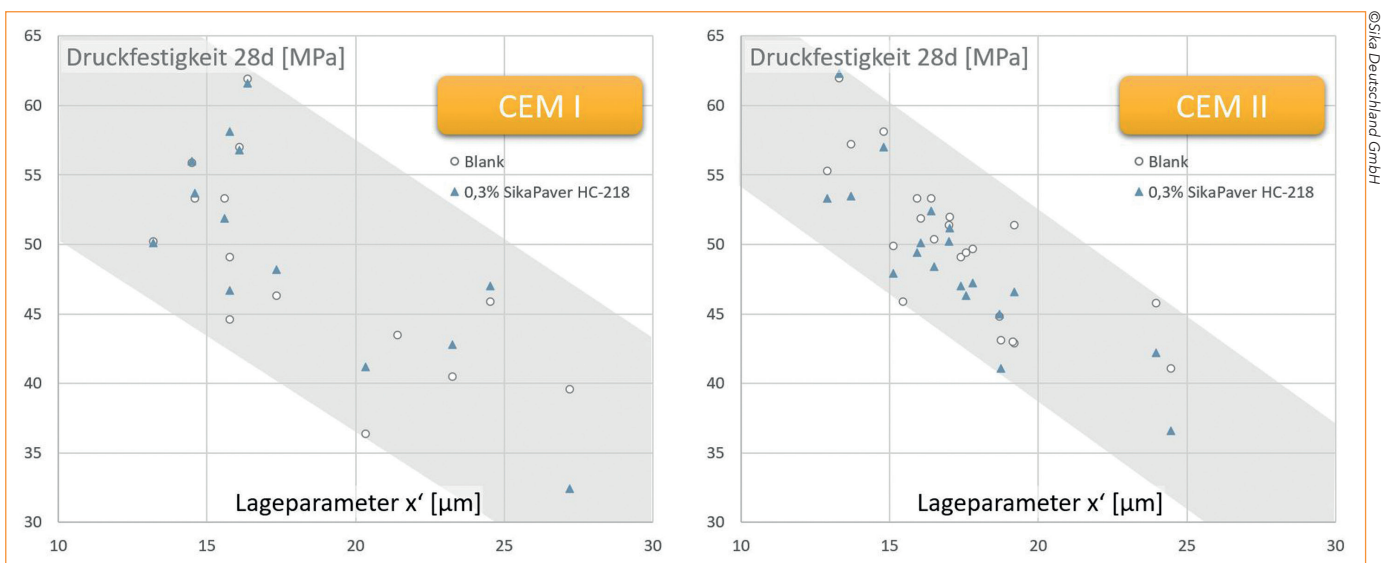 ©Sika Deutschland GmbH
Druckfestigkeit 28d [MPa]
CEM I
Blank
0,3% SikaPaver HC-218
65
60
55
50
45
40
35
30
Lageparameter x‘ [µm]
10
15
20
25
30
Druckfestigkeit 28d [MPa]
CEM II
Blank
0,3% SikaPaver HC-218
65
60
55
50
45
40
35
30
Lageparameter x‘ [µm]
10
15
20
25
30